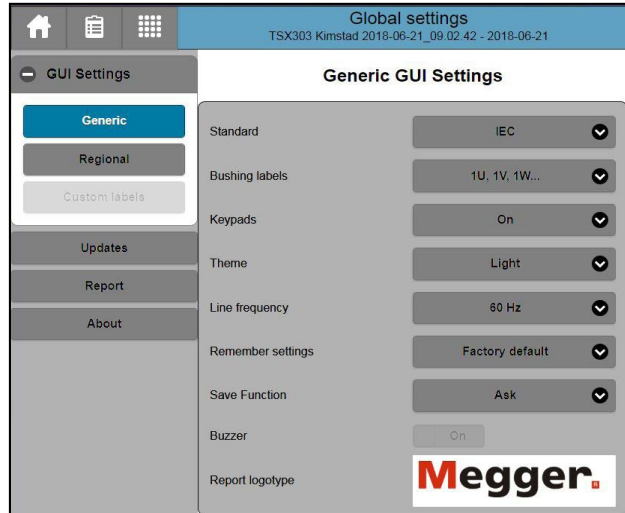 Global settings
TSX303 Kimstad 2018-06-21_09.02.42 - 2018-06-21
GUI Settings
Generic
Regional
Custom labels
Updates
Report
About
Generic GUI Settings
Standard IEC
Bushing labels 1U, 1V, 1W...
Keypads On
Theme Light
Line frequency 60 Hz
Remember settings Factory default
Save Function Ask
Buzzer On
Report logotype Megger.